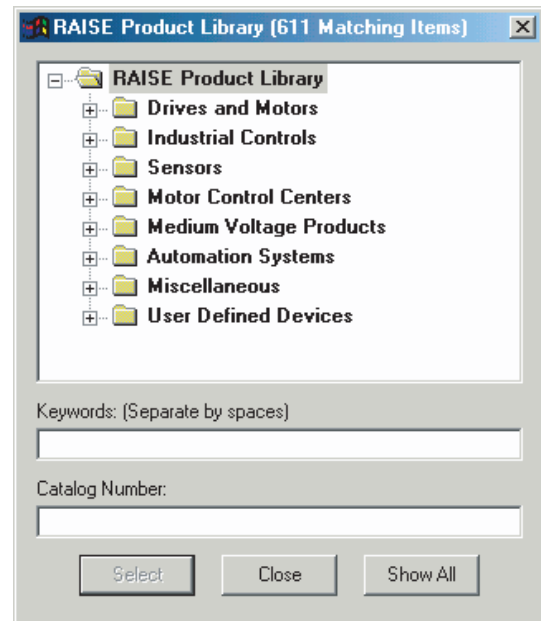 RAISE Product Library (611 Matching Items)
RAISE Product Library
Drives and Motors
Industrial Controls
Sensors
Motor Control Centers
Medium Voltage Products
Automation Systems
Miscellaneous
User Defined Devices
Keywords: (Separate by spaces)
Catalog Number:
Select Close Show All